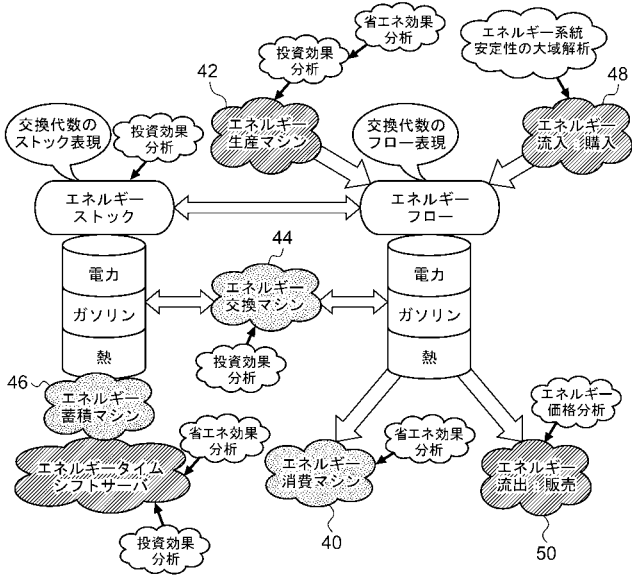 省エネ効果
分析
投資効果
分析
42
エネルギー
生産マシン
エネルギー系統
安定性の大域解析
48
エネルギー
流入：購入
交換代数の
ストック表現
投資効果
分析
交換代数の
フロー表現
エネルギー
ストック
エネルギー
フロー
電力
ガソリン
熱
44
エネルギー
交換マシン
投資効果
分析
電力
ガソリン
熱
46
エネルギー
蓄積マシン
エネルギータイム
シフトサーバ
省エネ効果
分析
投資効果
分析
エネルギー
消費マシン
省エネ効果
分析
40
エネルギー
価格分析
エネルギー
流出：販売
50